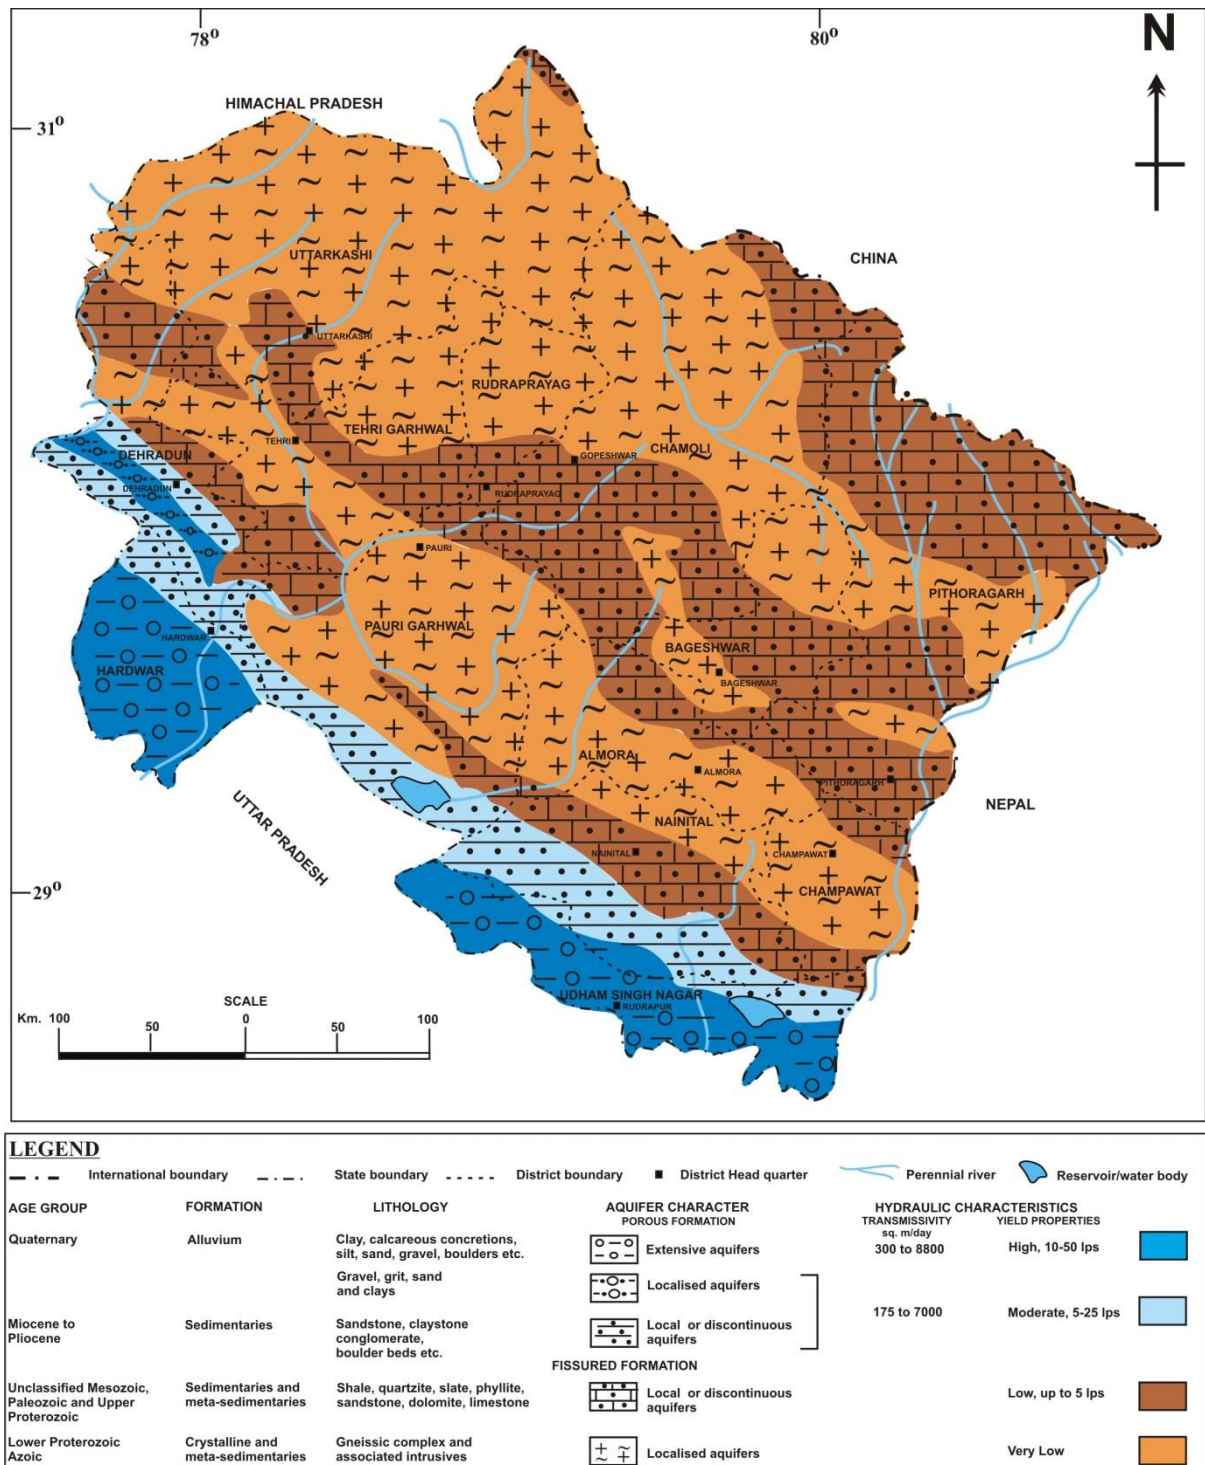 78⁰
80⁰
N
HIMACHAL PRADESH
31⁰
CHINA
UTTARKASHI
UTTARKASHI
RUDRAPRAYAG
TEHRI GARHWAL
TEHRI
CHAMOLI
GOPESHWAR
DEHRADUN
DEHRADUN
RUDRAPRAYAG
PAURI
PITHORAGARH
PAURI GARHWAL
HARDWAR
HARDWAR
BAGESHWAR
BAGESHWAR
ALMORA
ALMORA
PITHORAGARH
NEPAL
UTTAR PRADESH
NAINITAL
NAINITAL
CHAMPAWAT
CHAMPAWAT
29⁰
UDHAM SINGH NAGAR
RUDRAPUR
SCALE
Km. 100 50 0 50 100
LEGEND
International boundary State boundary District boundary District Head quarter Perennial river Reservoir/water body
AGE GROUP FORMATION LITHOLOGY AQUIFER CHARACTER HYDRAULIC CHARACTERISTICS
POROUS FORMATION TRANSMISSIVITY YIELD PROPERTIES
sq. m/day
Quaternary Alluvium Clay, calcareous concretions, Extensive aquifers 300 to 8800 High, 10-50 lps
silt, sand, gravel, boulders etc.
Gravel, grit, sand Localised aquifers
and clays
Miocene to Sedimentaries Sandstone, claystone Local or discontinuous 175 to 7000 Moderate, 5-25 lps
Pliocene conglomerate, aquifers
boulder beds etc.
FISSURED FORMATION
Unclassified Mesozoic, Sedimentaries and Shale, quartzite, slate, phyllite, Local or discontinuous Low, up to 5 lps
Paleozoic and Upper meta-sedimentaries sandstone, dolomite, limestone aquifers
Proterozoic
Lower Proterozoic Crystalline and Gneissic complex and Localised aquifers Very Low
Azoic meta-sedimentaries associated intrusives